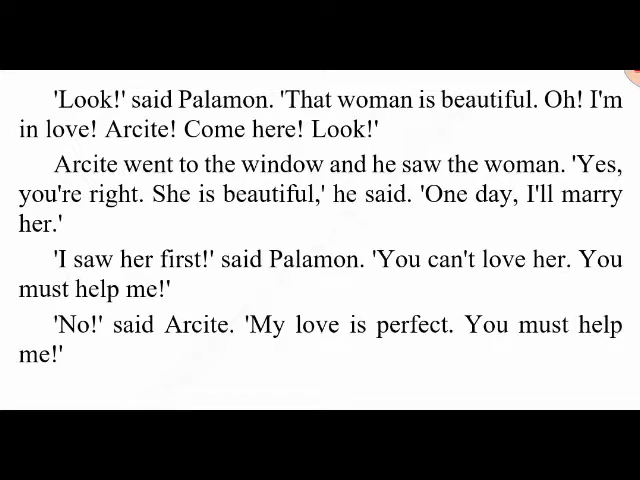 'Look!' said Palamon. 'That woman is beautiful. Oh! I'm
in love! Arcite! Come here! Look!'
Arcite went to the window and he saw the woman. 'Yes,
you're right. She is beautiful,' he said. 'One day, I'll marry
her.'
'I saw her first!' said Palamon. 'You can't love her. You
must help me!'
'No!' said Arcite. 'My love is perfect. You must help
me!'